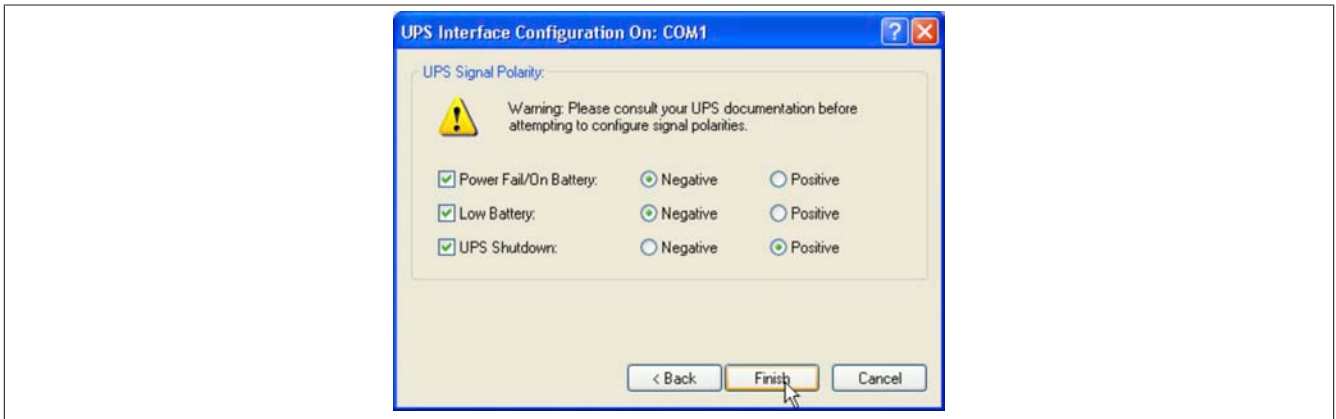 UPS Interface Configuration On: COM1
UPS Signal Polarity:
Warning: Please consult your UPS documentation before
attempting to configure signal polarities.
Power Fail/On Battery: Negative Positive
Low Battery: Negative Positive
UPS Shutdown: Negative Positive
< Back Finish Cancel